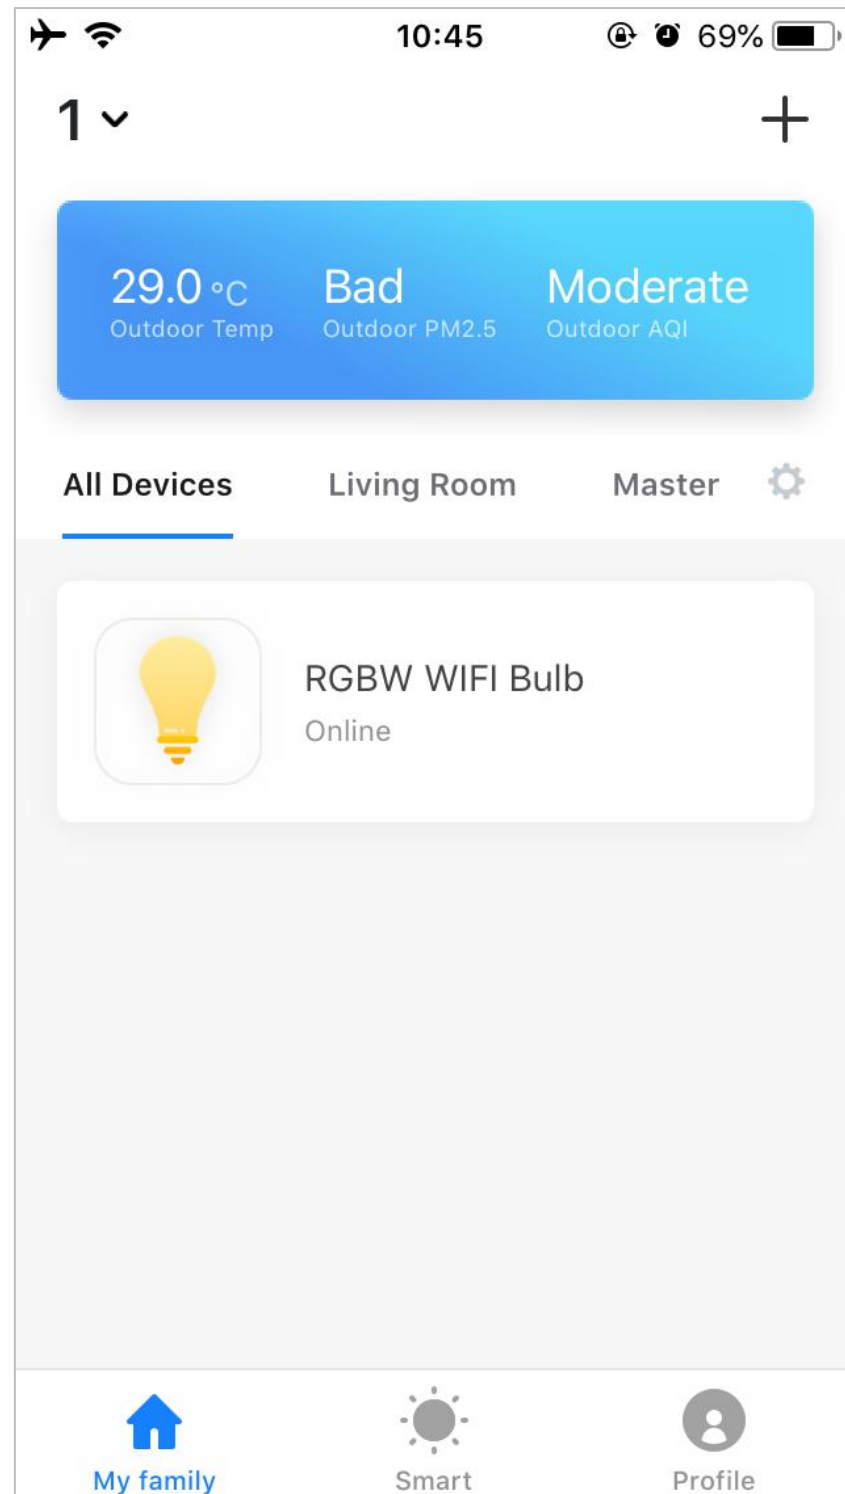 10:45 69%
1
29.0 °C Bad Moderate
Outdoor Temp Outdoor PM2.5 Outdoor AQI
All Devices Living Room Master
RGBW WIFI Bulb
Online
My family Smart Profile